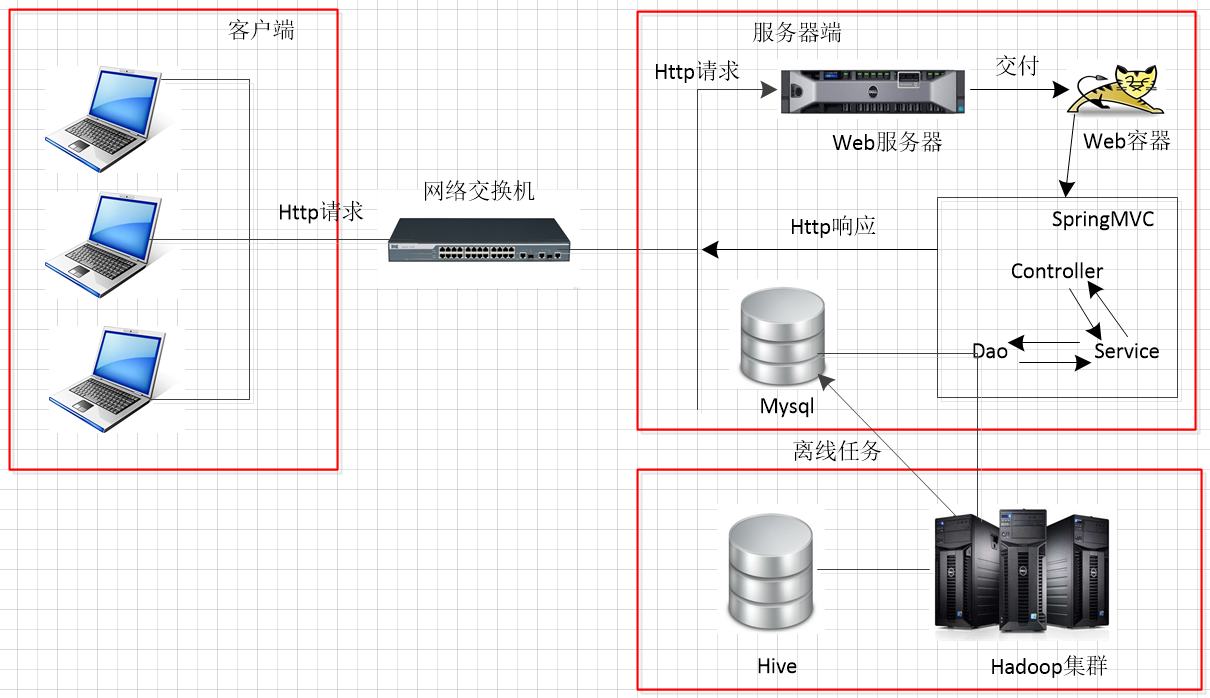 客户端
服务器端
Http请求
交付
Web服务器
Web容器
网络交换机
Http请求
Http响应
SpringMVC
Controller
Dao
Service
Mysql
离线任务
Hive
Hadoop集群